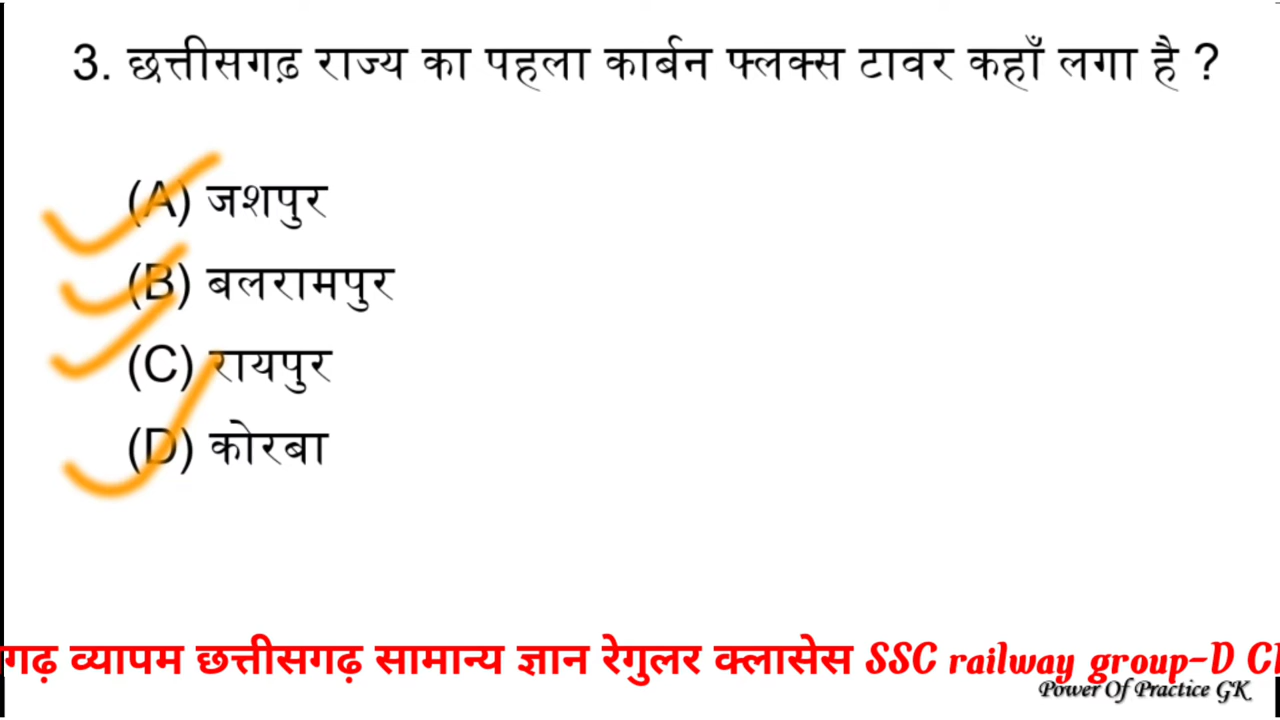 3. छत्तीसगढ़ राज्य का पहला कार्बन फ्लक्स टावर कहाँ लगा है ?
(A) जशपुर
(B) बलरामपुर
(C) रायपुर
(D) कोरबा
गढ़ व्यापम छत्तीसगढ़ सामान्य ज्ञान रेगुलर क्लासेस SSC railway group-D
Power Of Practice GK